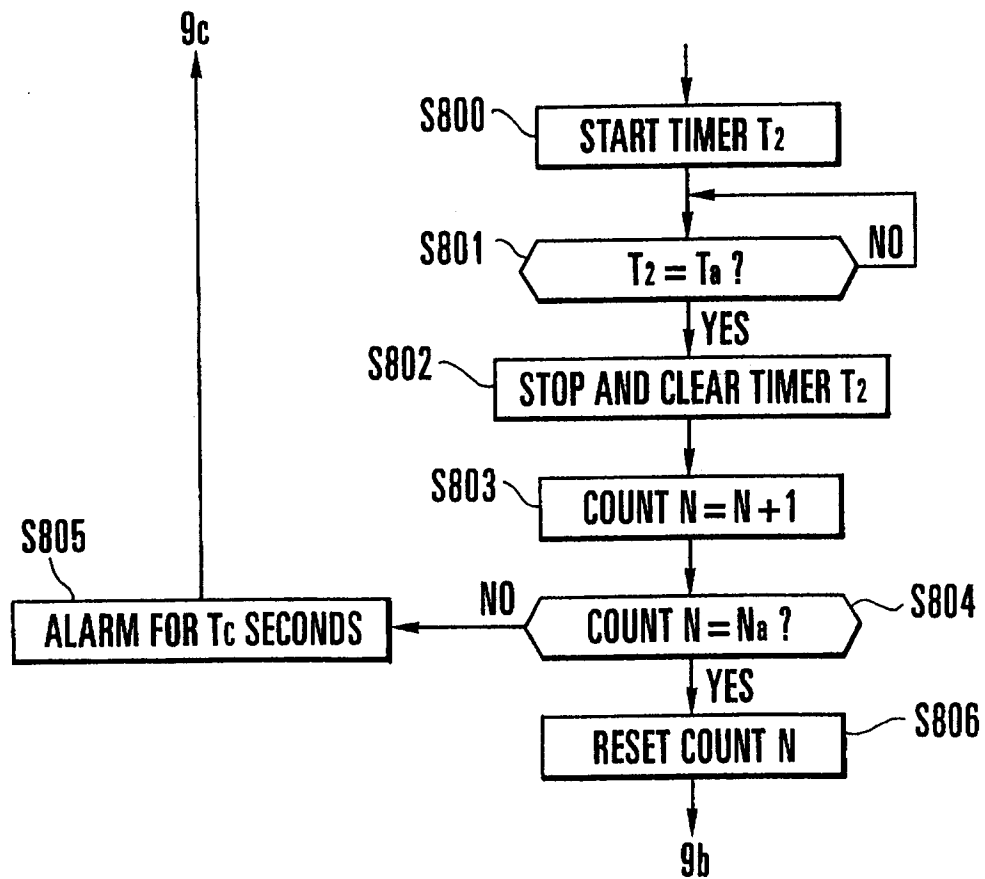 9c
S800
START TIMER T2
S801
T2 = Ta ?
NO
YES
S802
STOP AND CLEAR TIMER T2
S803
COUNT N = N + 1
S805
ALARM FOR Tc SECONDS
NO
COUNT N = Na ?
S804
YES
RESET COUNT N
S806
9b